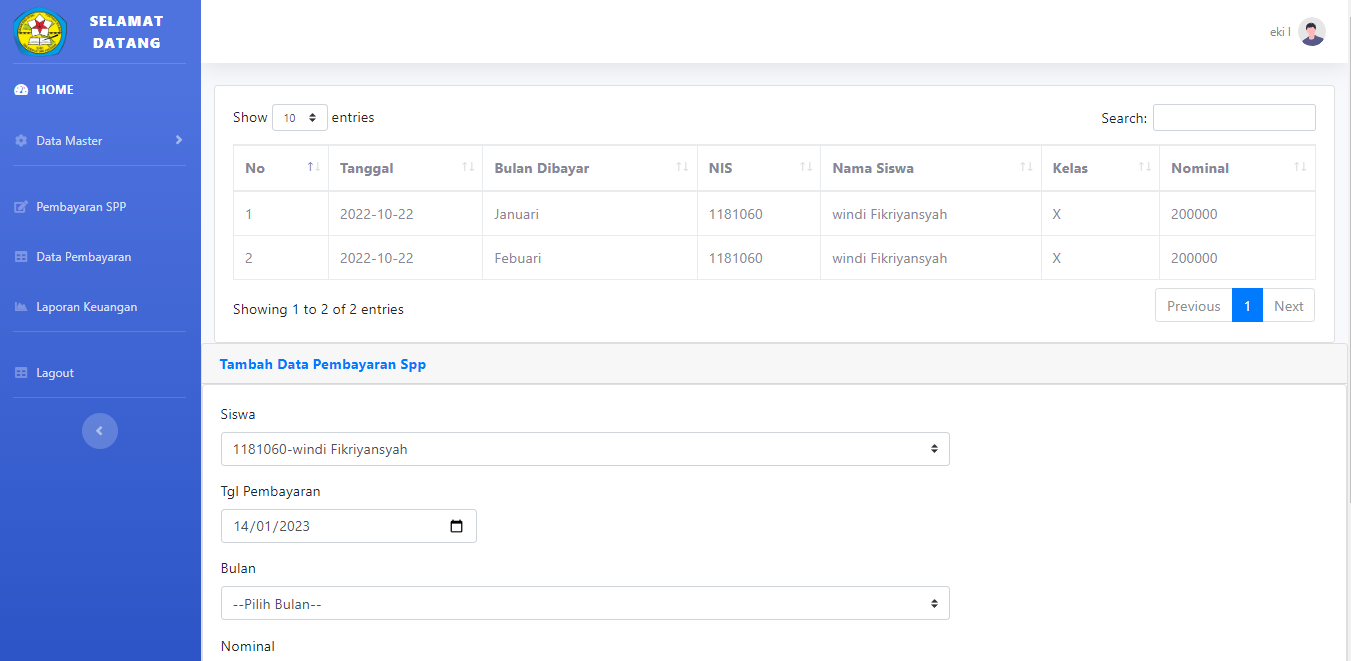 SELAMAT
DATANG
HOME
Data Master
Pembayaran SPP
Data Pembayaran
Laporan Keuangan
Lagout
eki l
Show 10 entries
Search:
No Tanggal Bulan Dibayar NIS Nama Siswa Kelas Nominal
1 2022-10-22 Januari 1181060 windi Fikriyansyah X 200000
2 2022-10-22 Febuari 1181060 windi Fikriyansyah X 200000
Showing 1 to 2 of 2 entries
Previous 1 Next
Tambah Data Pembayaran Spp
Siswa
1181060-windi Fikriyansyah
Tgl Pembayaran
14/01/2023
Bulan
--Pilih Bulan--
Nominal